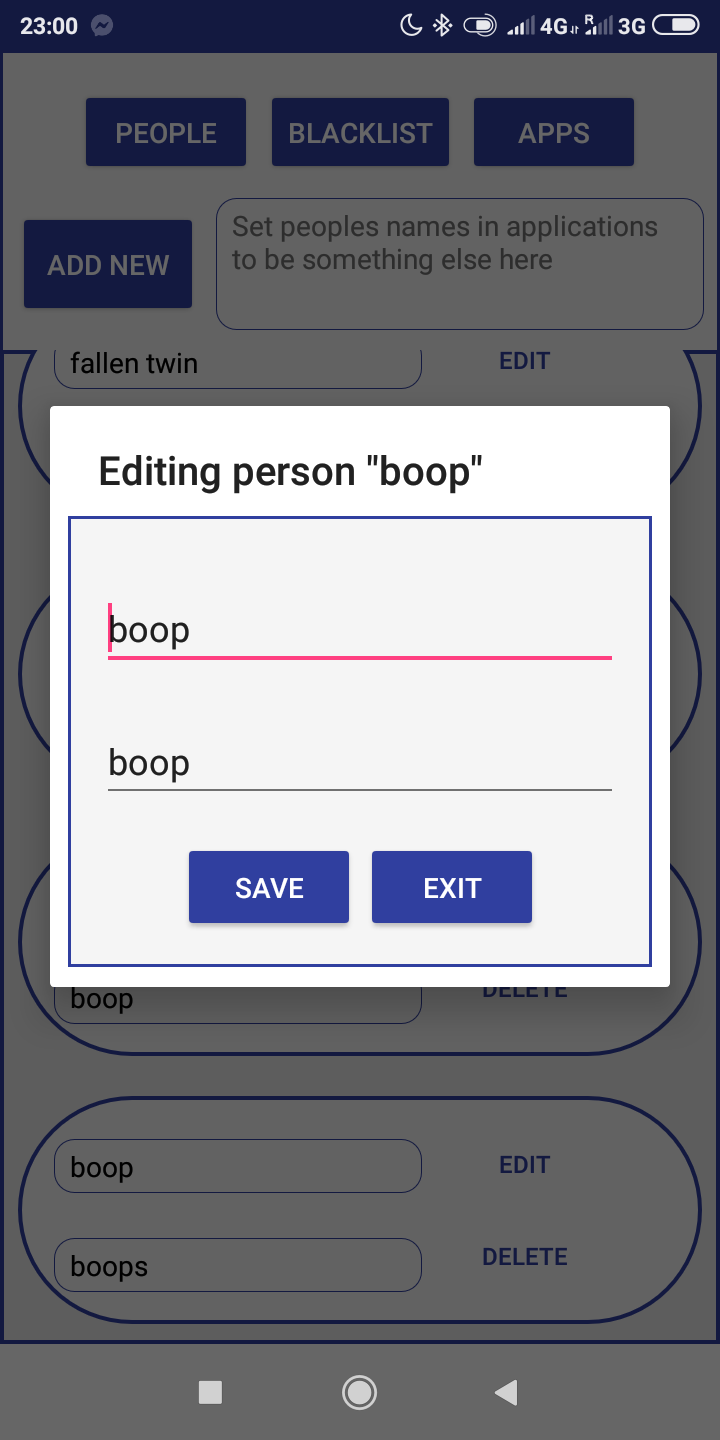 23:00
4G R 3G
PEOPLE BLACKLIST APPS
ADD NEW
Set peoples names in applications
to be something else here
fallen twin
EDIT
Editing person "boop"
boop
boop
SAVE EXIT
boop
DELETE
boop
EDIT
boops
DELETE